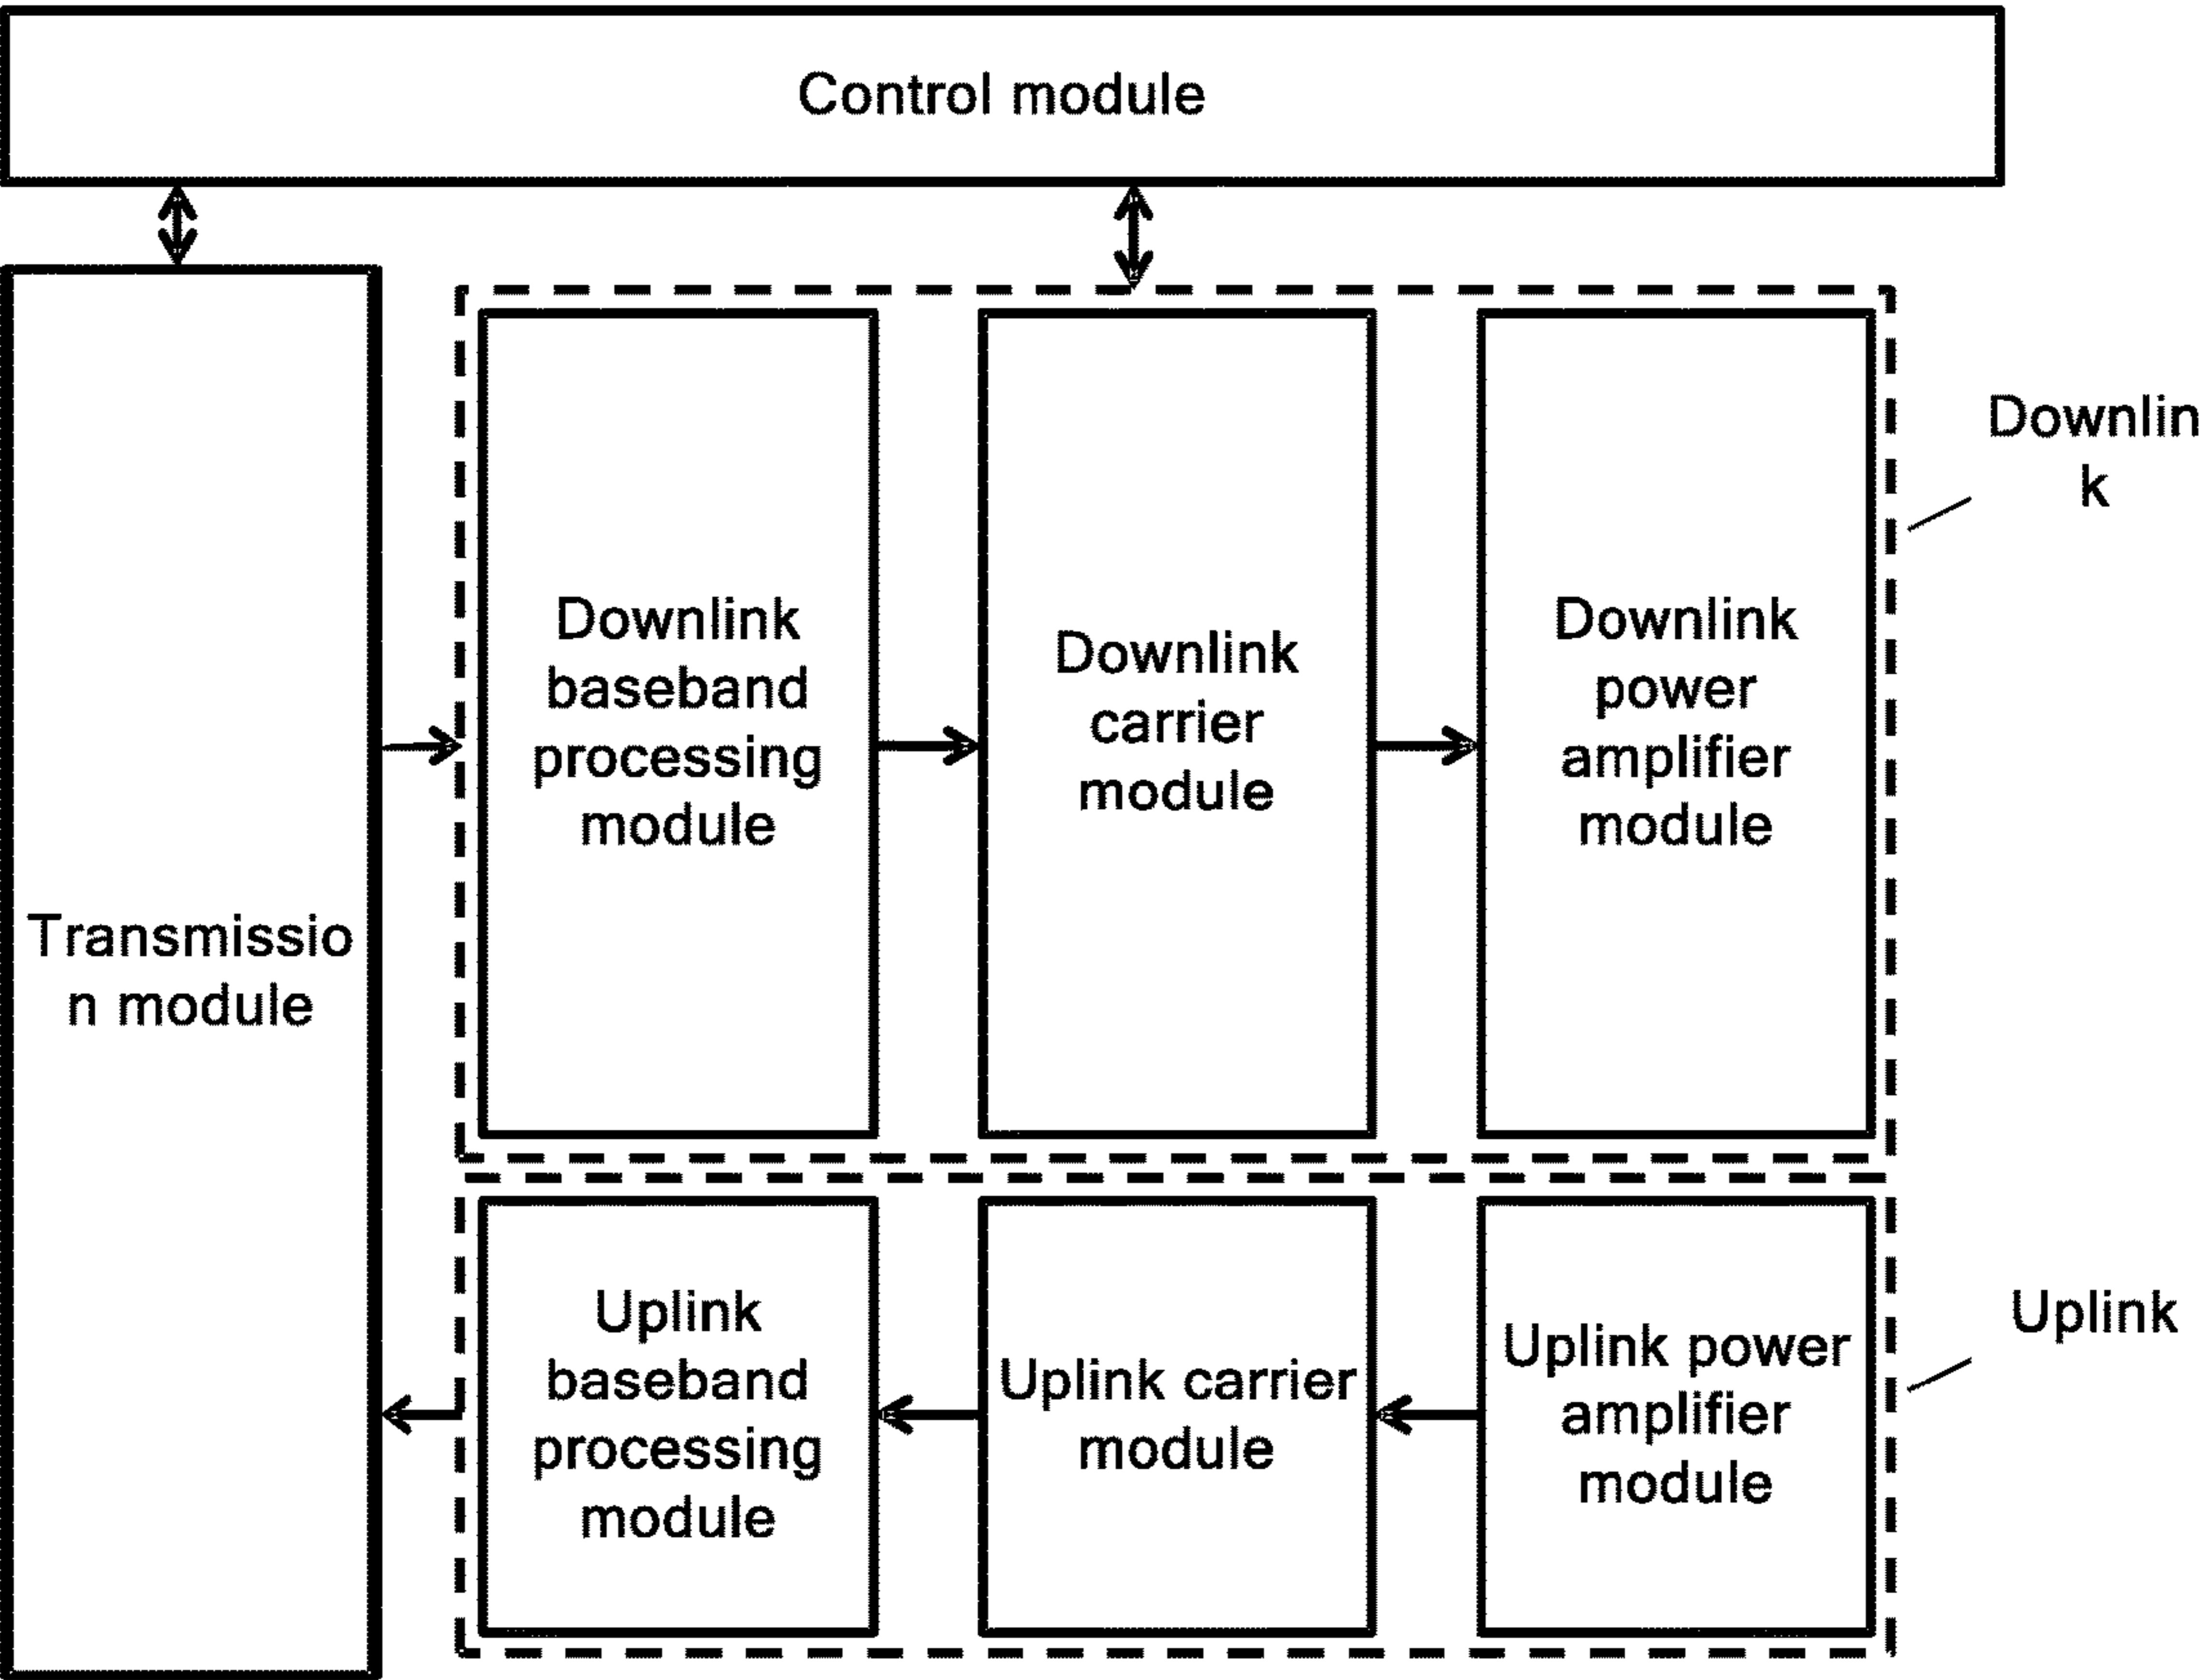 Control module
Downlin
k
Downlink
baseband
processing
module
Downlink
carrier
module
Downlink
power
amplifier
module
Transmissio
n module
Uplink
baseband
processing
module
Uplink carrier
module
Uplink power
amplifier
module
Uplink